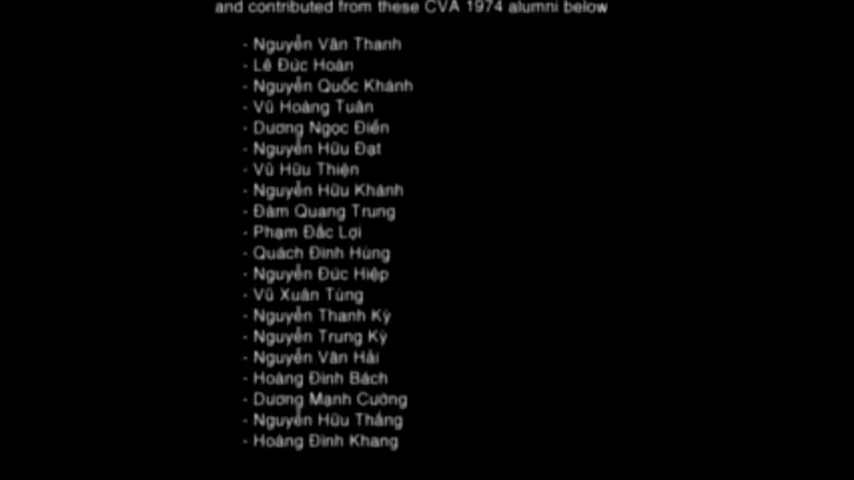 and contributed from these CVA 1974 alumni below
- Nguyễn Văn Thanh
- Lê Đức Hoàn
- Nguyễn Quốc Khánh
- Vũ Hoàng Tuân
- Dương Ngọc Điển
- Nguyễn Hữu Đạt
- Vũ Hữu Thiện
- Nguyễn Hữu Khánh
- Đàm Quang Trung
- Phạm Đắc Lợi
- Quách Đình Hùng
- Nguyễn Đức Hiệp
- Vũ Xuân Tùng
- Nguyễn Thanh Kỳ
- Nguyễn Trung Kỳ
- Nguyễn Văn Hải
- Hoàng Đình Bách
- Dương Mạnh Cường
- Nguyễn Hữu Thắng
- Hoàng Đình Khang